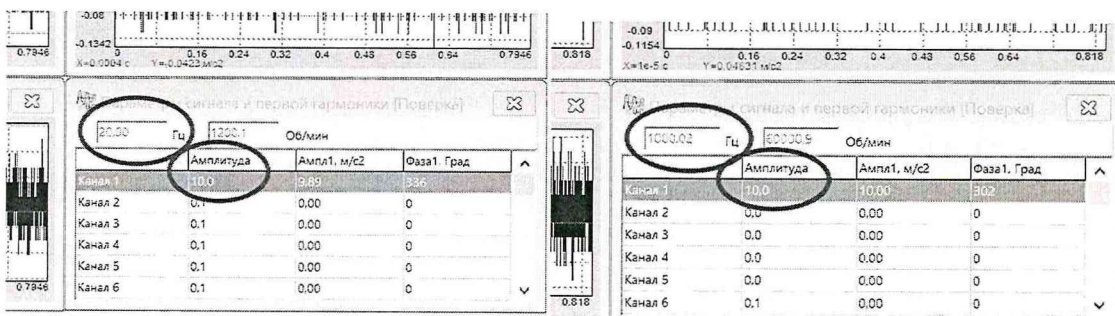 -0.08
-0.1342
0.7946
0 0.16 0.24 0.32 0.4 0.48 0.56 0.64 0.7946
X=0.0004 с Y=-0.0423 м/с2
Параметры сигнала и первой гармоники [Поверка]
20,00 Гц 1200.1 Об/мин
Амплитуда Ампл1, м/с2 Фаза1. Град
Канал 1 10,0 9,89 336
Канал 2 0,1 0,00 0
Канал 3 0,1 0,00 0
Канал 4 0,1 0,00 0
Канал 5 0,1 0,00 0
Канал 6 0,1 0,00 0
0.7946
-0.09
-0.1154
0.818
0 0.16 0.24 0.32 0.4 0.48 0.56 0.64 0.818
X=1e-5 с Y=0.04631 м/с2
Параметры сигнала и первой гармоники [Поверка]
1000.02 Гц 60000.9 Об/мин
Амплитуда Ампл1, м/с2 Фаза1. Град
Канал 1 10,0 10,00 302
Канал 2 0,0 0,00 0
Канал 3 0,0 0,00 0
Канал 4 0,0 0,00 0
Канал 5 0,0 0,00 0
Канал 6 0,1 0,00 0
0.818